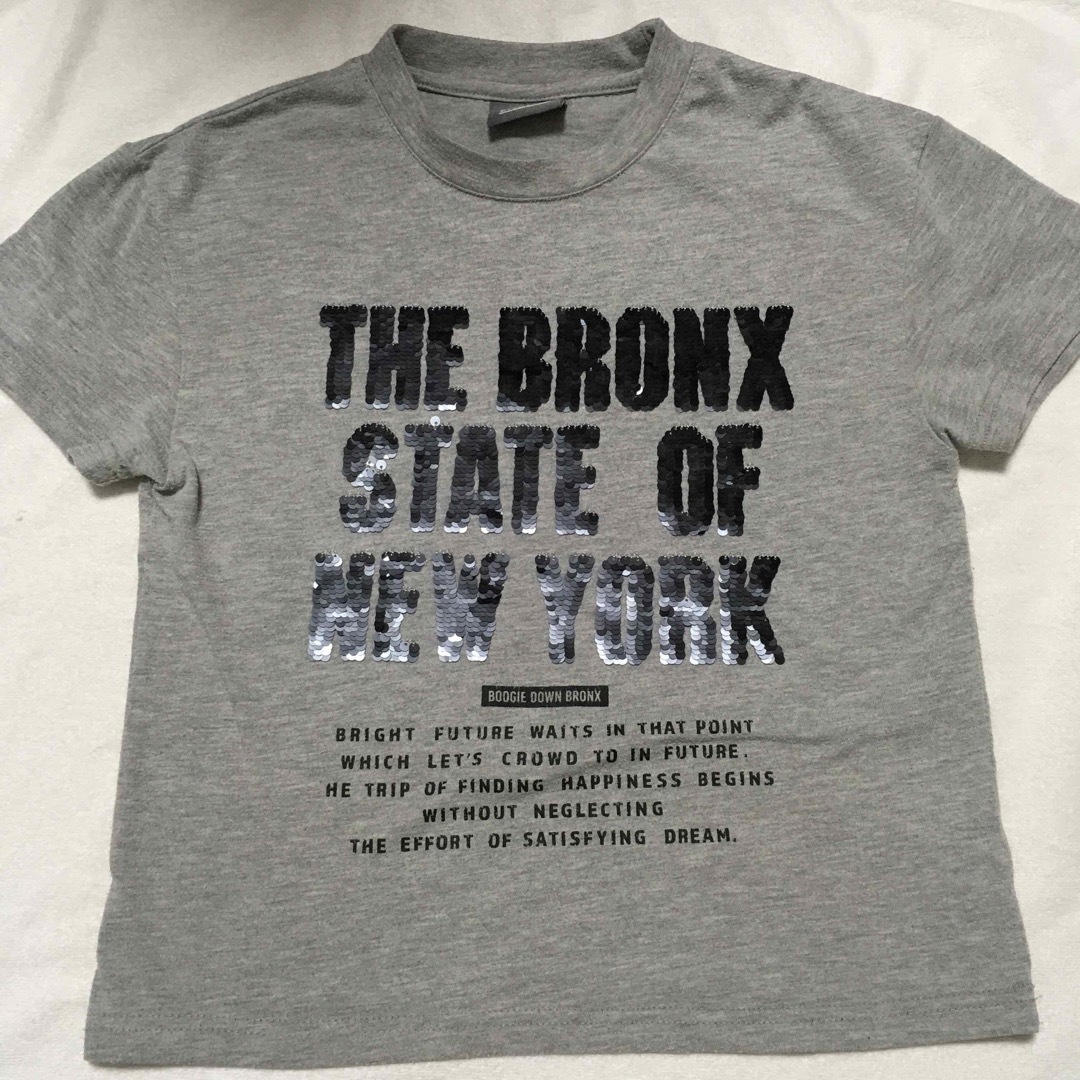 THE BRONX
STATE OF
NEW YORK
BOOGIE DOWN BRONX
BRIGHT FUTURE WAITS IN THAT POINT
WHICH LET'S CROWD TO IN FUTURE.
HE TRIP OF FINDING HAPPINESS BEGINS
WITHOUT NEGLECTING
THE EFFORT OF SATISFYING DREAM.